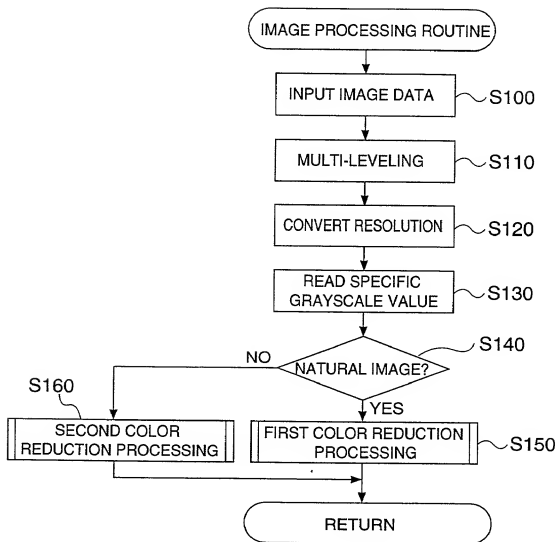 IMAGE PROCESSING ROUTINE
INPUT IMAGE DATA
S100
MULTI-LEVELING
S110
CONVERT RESOLUTION
S120
READ SPECIFIC
GRAYSCALE VALUE
S130
S140
NATURAL IMAGE?
NO
YES
S160
SECOND COLOR
REDUCTION PROCESSING
FIRST COLOR REDUCTION
PROCESSING
S150
RETURN